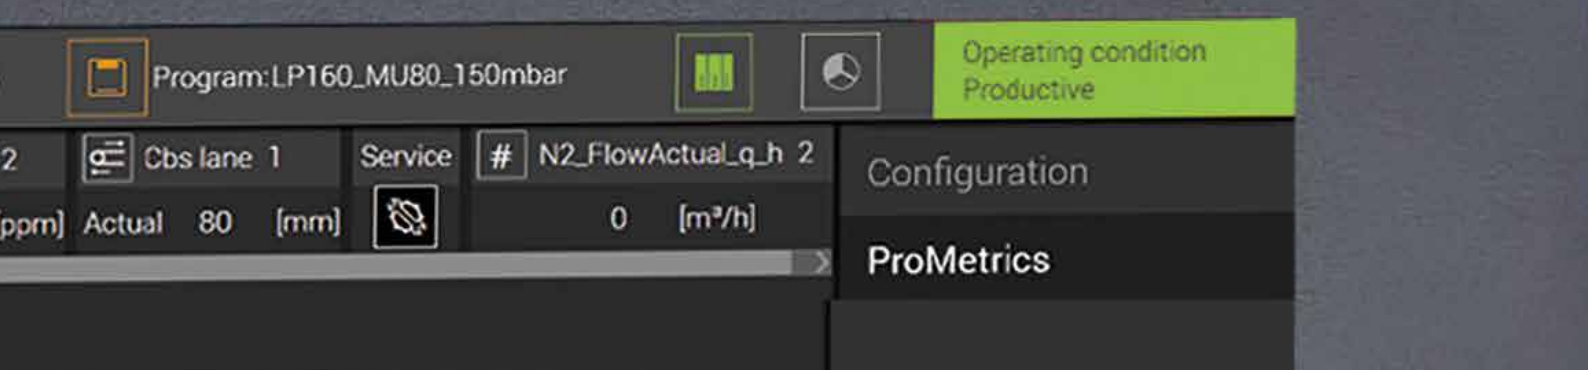 Program:LP160_MU80_150mbar
Operating condition
Productive
2
Cbs lane 1
Service
# N2_FlowActual_q_h 2
Configuration
[ppm]
Actual 80 [mm]
0 [m³/h]
ProMetrics